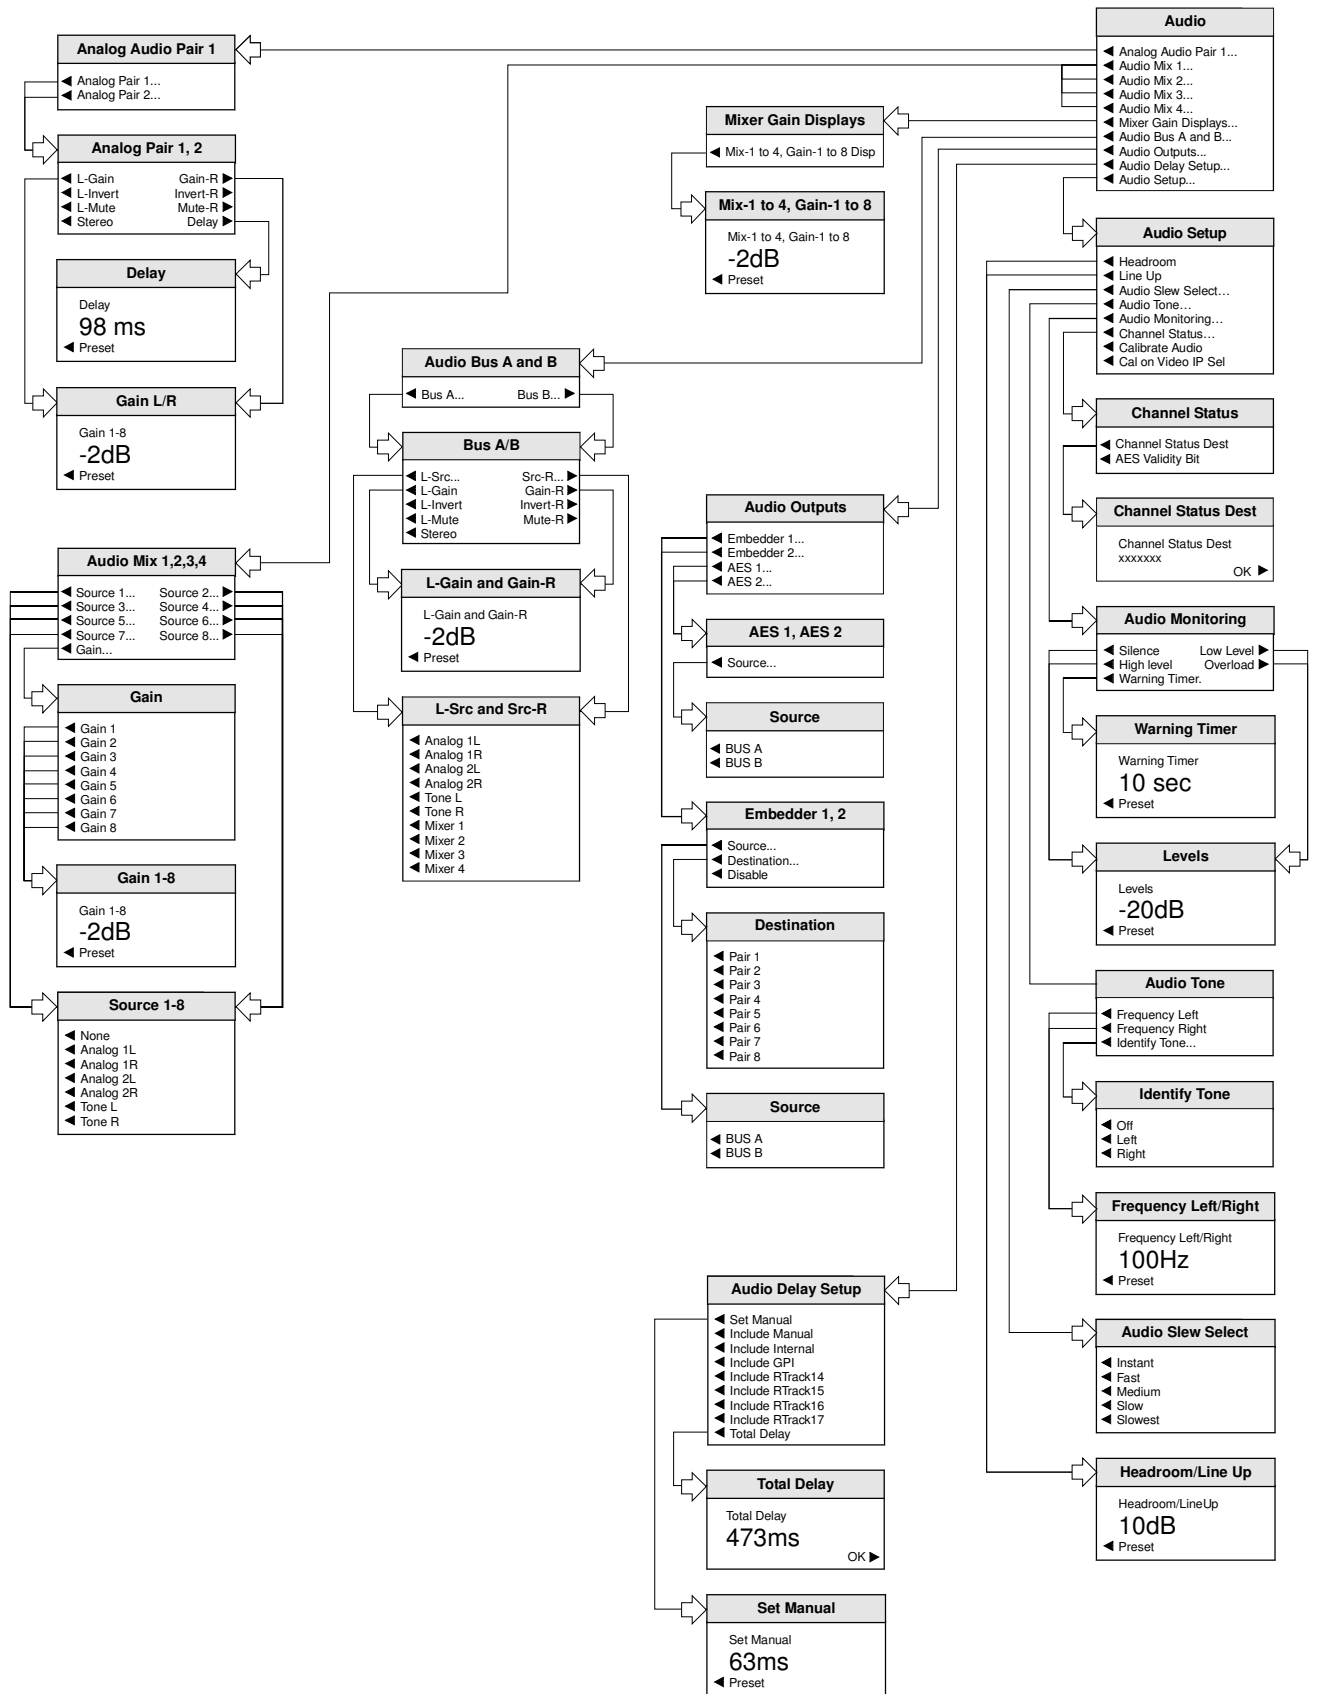 Audio
Analog Audio Pair 1...
Audio Mix 1...
Audio Mix 2...
Audio Mix 3...
Audio Mix 4...
Mixer Gain Displays...
Audio Bus A and B...
Audio Outputs...
Audio Delay Setup...
Audio Setup...
Analog Audio Pair 1
Analog Pair 1...
Analog Pair 2...
Analog Pair 1, 2
L-Gain Gain-R
L-Invert Invert-R
L-Mute Mute-R
Stereo Delay
Delay
Delay
98 ms
Preset
Gain L/R
Gain 1-8
-2dB
Preset
Audio Mix 1,2,3,4
Source 1... Source 2...
Source 3... Source 4...
Source 5... Source 6...
Source 7... Source 8...
Gain...
Gain
Gain 1
Gain 2
Gain 3
Gain 4
Gain 5
Gain 6
Gain 7
Gain 8
Gain 1-8
Gain 1-8
-2dB
Preset
Source 1-8
None
Analog 1L
Analog 1R
Analog 2L
Analog 2R
Tone L
Tone R
Audio Bus A and B
Bus A... Bus B...
Bus A/B
L-Src... Src-R...
L-Gain Gain-R
L-Invert Invert-R
L-Mute Mute-R
Stereo
L-Gain and Gain-R
L-Gain and Gain-R
-2dB
Preset
L-Src and Src-R
Analog 1L
Analog 1R
Analog 2L
Analog 2R
Tone L
Tone R
Mixer 1
Mixer 2
Mixer 3
Mixer 4
Mixer Gain Displays
Mix-1 to 4, Gain-1 to 8 Disp
Mix-1 to 4, Gain-1 to 8
Mix-1 to 4, Gain-1 to 8
-2dB
Preset
Audio Outputs
Embedder 1...
Embedder 2...
AES 1...
AES 2...
AES 1, AES 2
Source...
Source
BUS A
BUS B
Embedder 1, 2
Source...
Destination...
Disable
Destination
Pair 1
Pair 2
Pair 3
Pair 4
Pair 5
Pair 6
Pair 7
Pair 8
Source
BUS A
BUS B
Audio Delay Setup
Set Manual
Include Manual
Include Internal
Include GPI
Include RTrack14
Include RTrack15
Include RTrack16
Include RTrack17
Total Delay
Total Delay
Total Delay
473ms
OK
Set Manual
Set Manual
63ms
Preset
Audio Setup
Headroom
Line Up
Audio Slew Select...
Audio Tone...
Audio Monitoring...
Channel Status...
Calibrate Audio
Cal on Video IP Sel
Channel Status
Channel Status Dest
AES Validity Bit
Channel Status Dest
Channel Status Dest
xxxxxxx
OK
Audio Monitoring
Silence Low Level
High level Overload
Warning Timer.
Warning Timer
Warning Timer
10 sec
Preset
Levels
Levels
-20dB
Preset
Audio Tone
Frequency Left
Frequency Right
Identify Tone...
Identify Tone
Off
Left
Right
Frequency Left/Right
Frequency Left/Right
100Hz
Preset
Audio Slew Select
Instant
Fast
Medium
Slow
Slowest
Headroom/Line Up
Headroom/LineUp
10dB
Preset